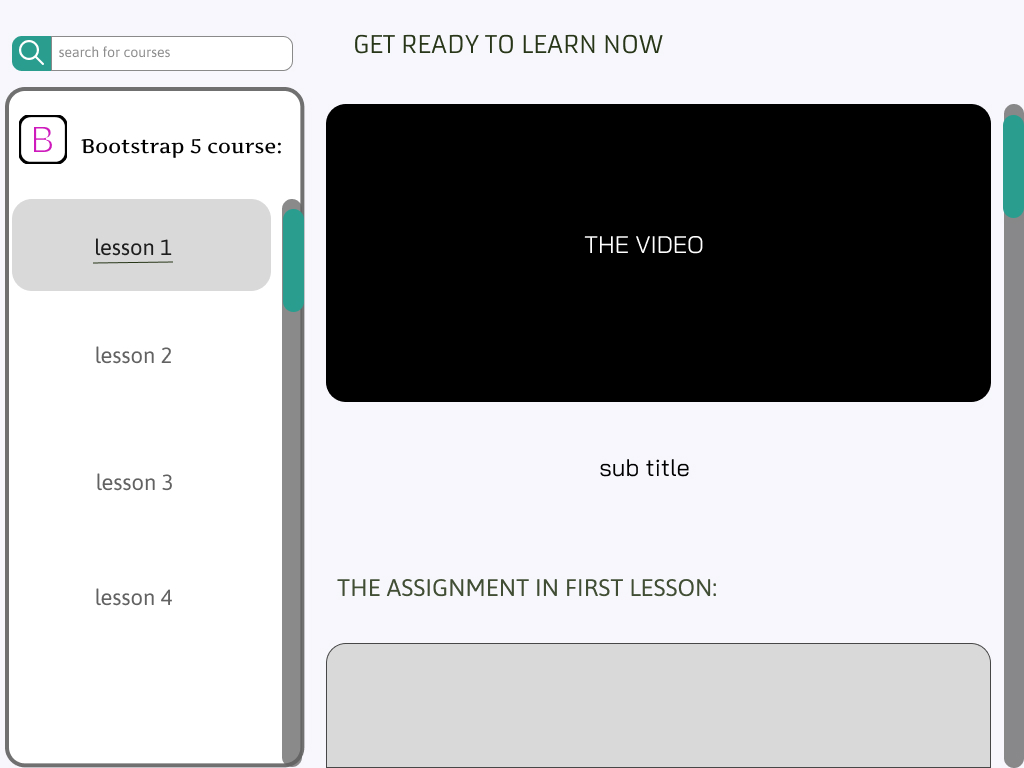 search for courses
B
Bootstrap 5 course:
lesson 1
lesson 2
lesson 3
lesson 4
GET READY TO LEARN NOW
THE VIDEO
sub title
THE ASSIGNMENT IN FIRST LESSON: